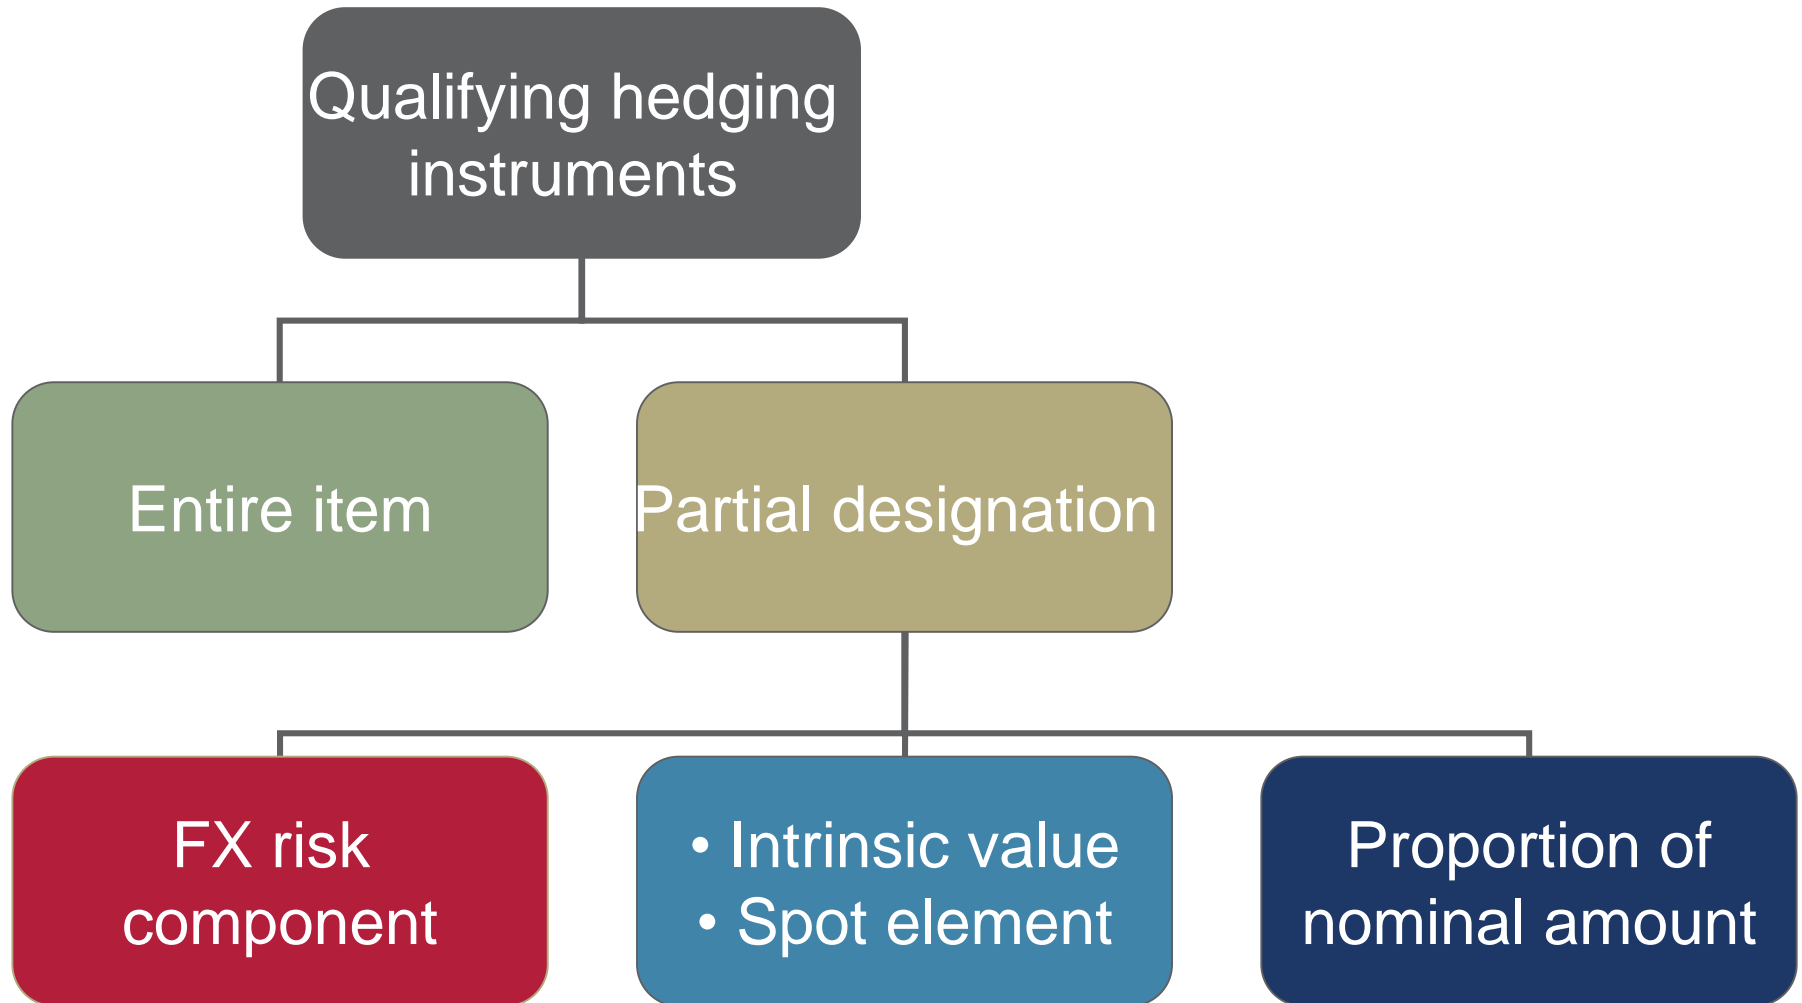 Qualifying hedging
instruments
Entire item
Partial designation
FX risk
component
• Intrinsic value
• Spot element
Proportion of
nominal amount